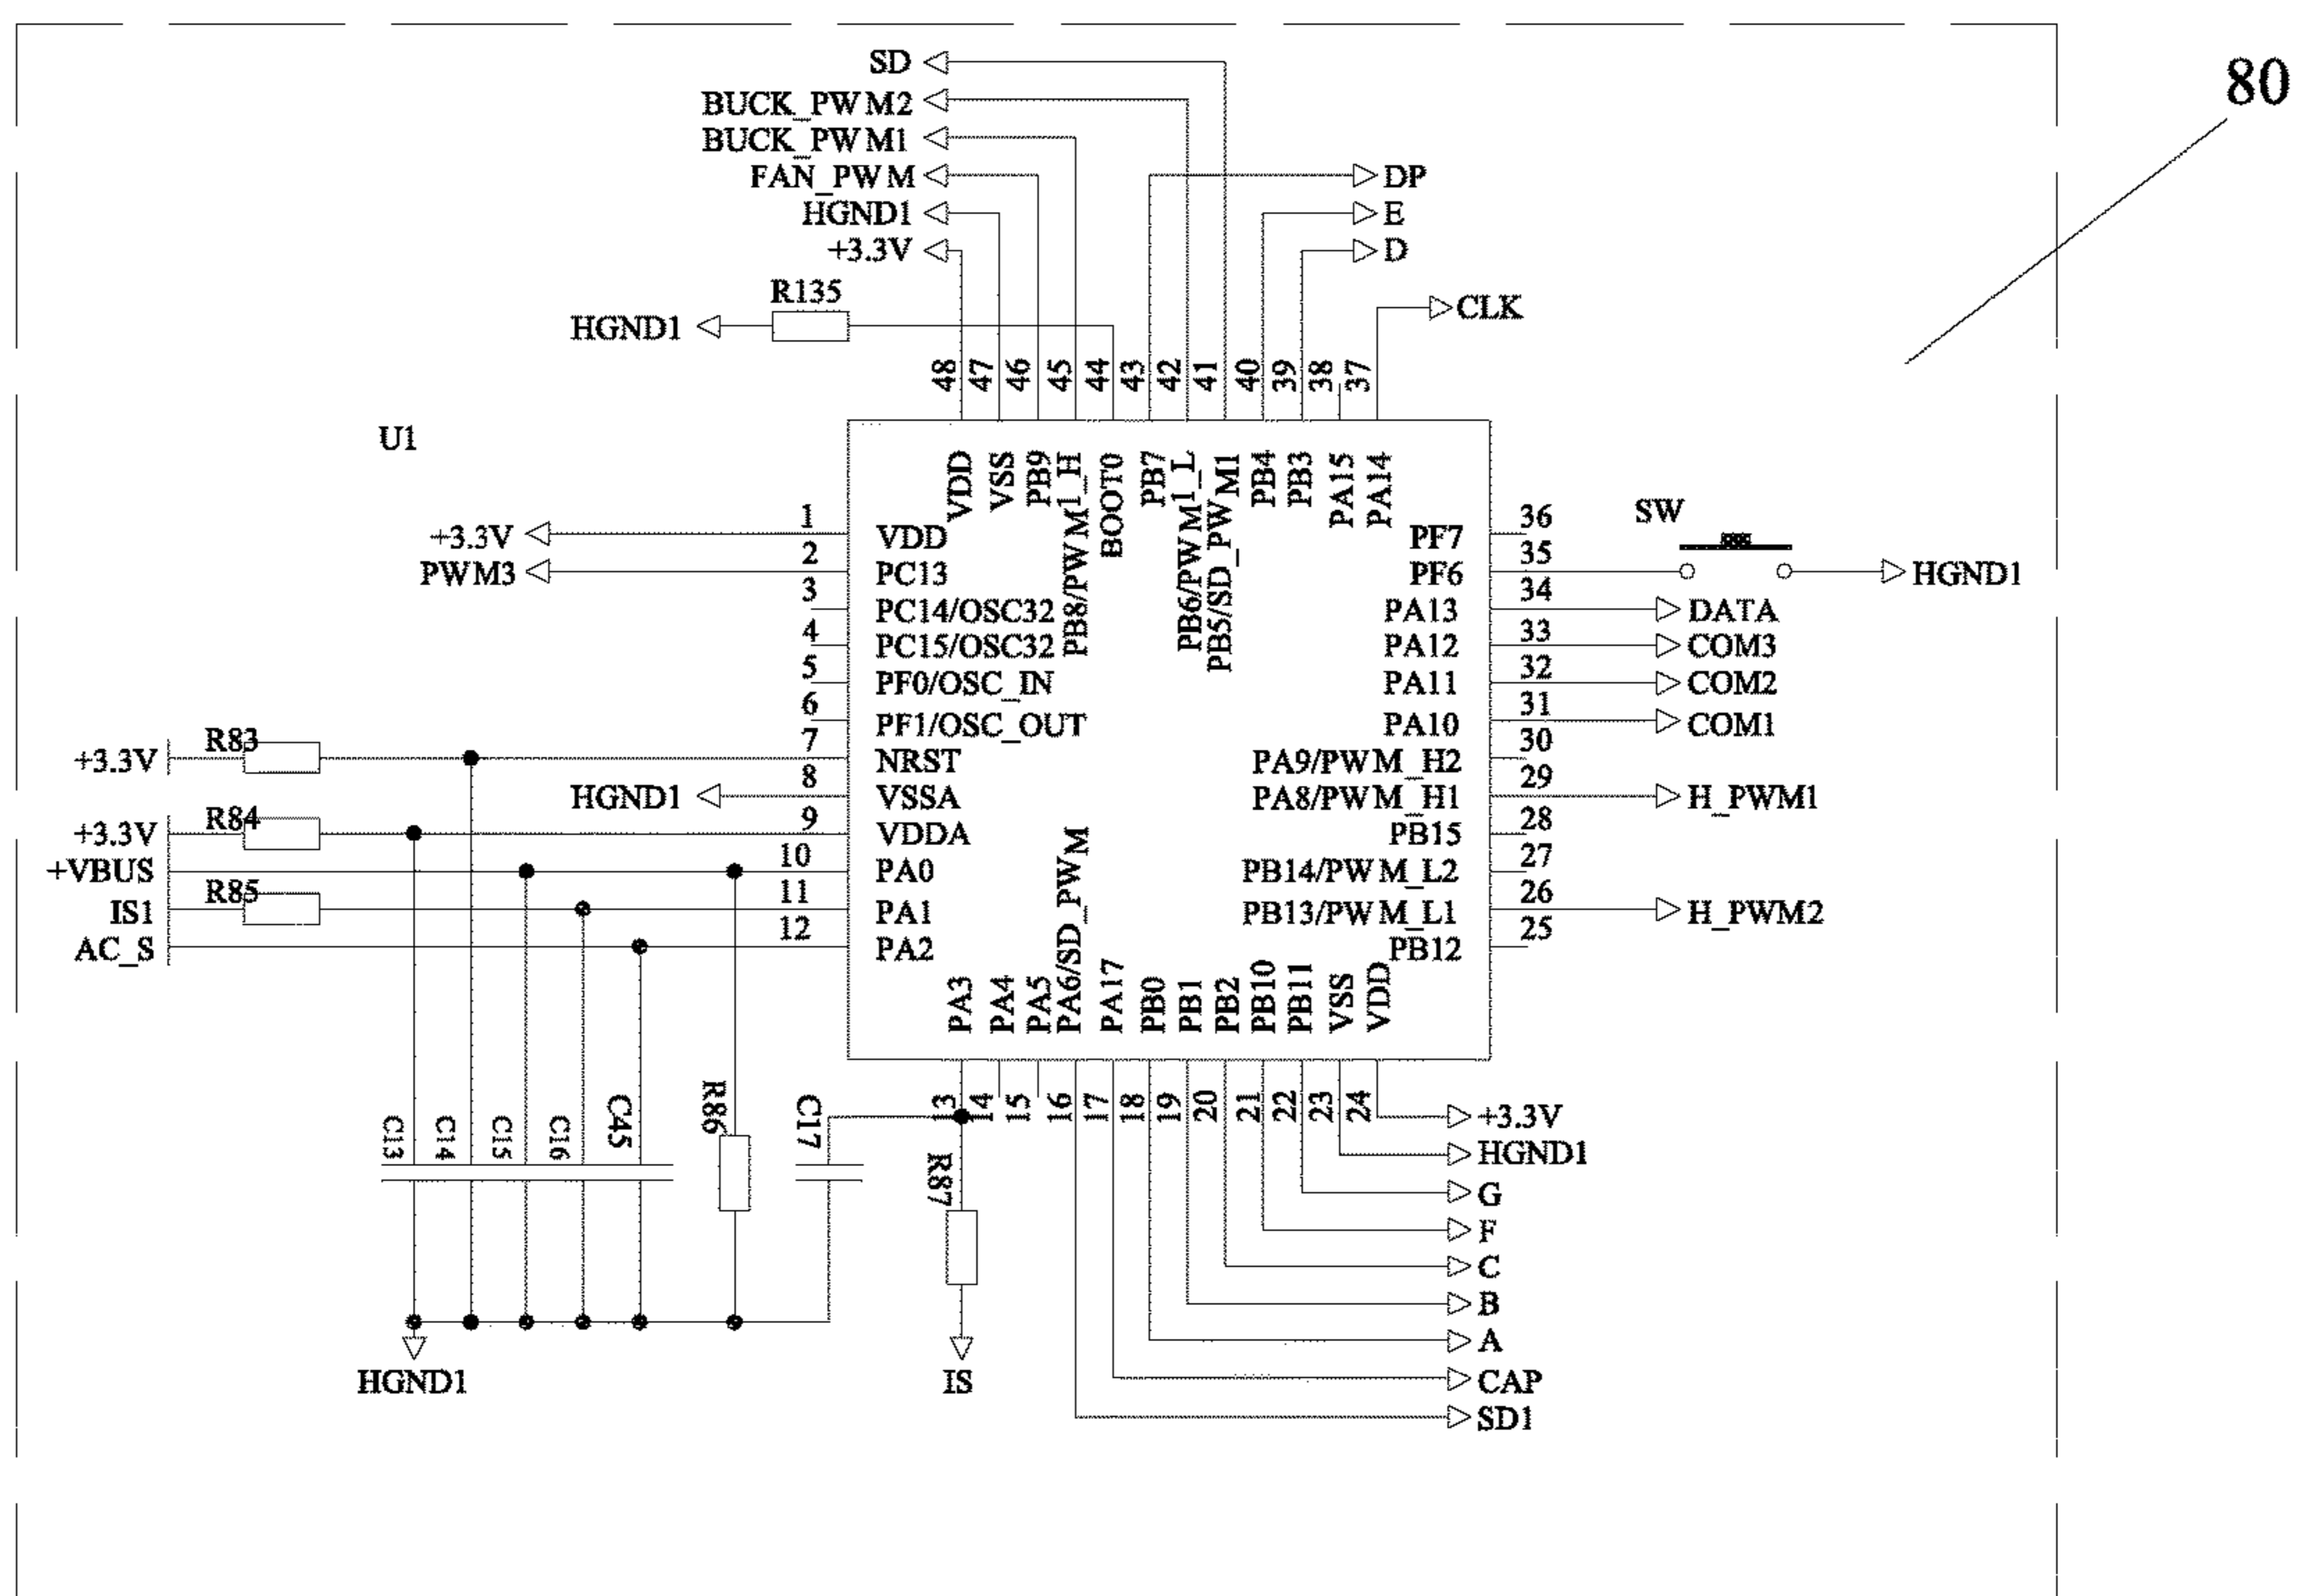 80
SD
BUCK_PWM2
BUCK_PWM1
FAN_PWM
HGND1
+3.3V
DP
E
D
CLK
R135
HGND1
48 47 46 45 44 43 42 41 40 39 38 37
U1
VDD VSS PB9 PB8/PWM1_H BOOT0 PB7 PB6/PWM1_L PB5/SD_PWM1 PB4 PB3 PA15 PA14
+3.3V 1 VDD
PWM3 2 PC13
3 PC14/OSC32
4 PC15/OSC32
5 PF0/OSC_IN
6 PF1/OSC_OUT
+3.3V R83 7 NRST
HGND1 8 VSSA
+3.3V R84 9 VDDA
+VBUS 10 PA0
IS1 R85 11 PA1
AC_S 12 PA2
PF7 36
SW
PF6 35 HGND1
PA13 34 DATA
PA12 33 COM3
PA11 32 COM2
PA10 31 COM1
PA9/PWM_H2 30
PA8/PWM_H1 29 H_PWM1
PB15 28
PB14/PWM_L2 27
PB13/PWM_L1 26 H_PWM2
PB12 25
PA3 PA4 PA5 PA6/SD_PWM PA17 PB0 PB1 PB2 PB10 PB11 VSS VDD
13 14 15 16 17 18 19 20 21 22 23 24
C13 C14 C15 C16 C45 R86 C17 R87
+3.3V
HGND1
G
F
C
B
A
CAP
SD1
HGND1
IS